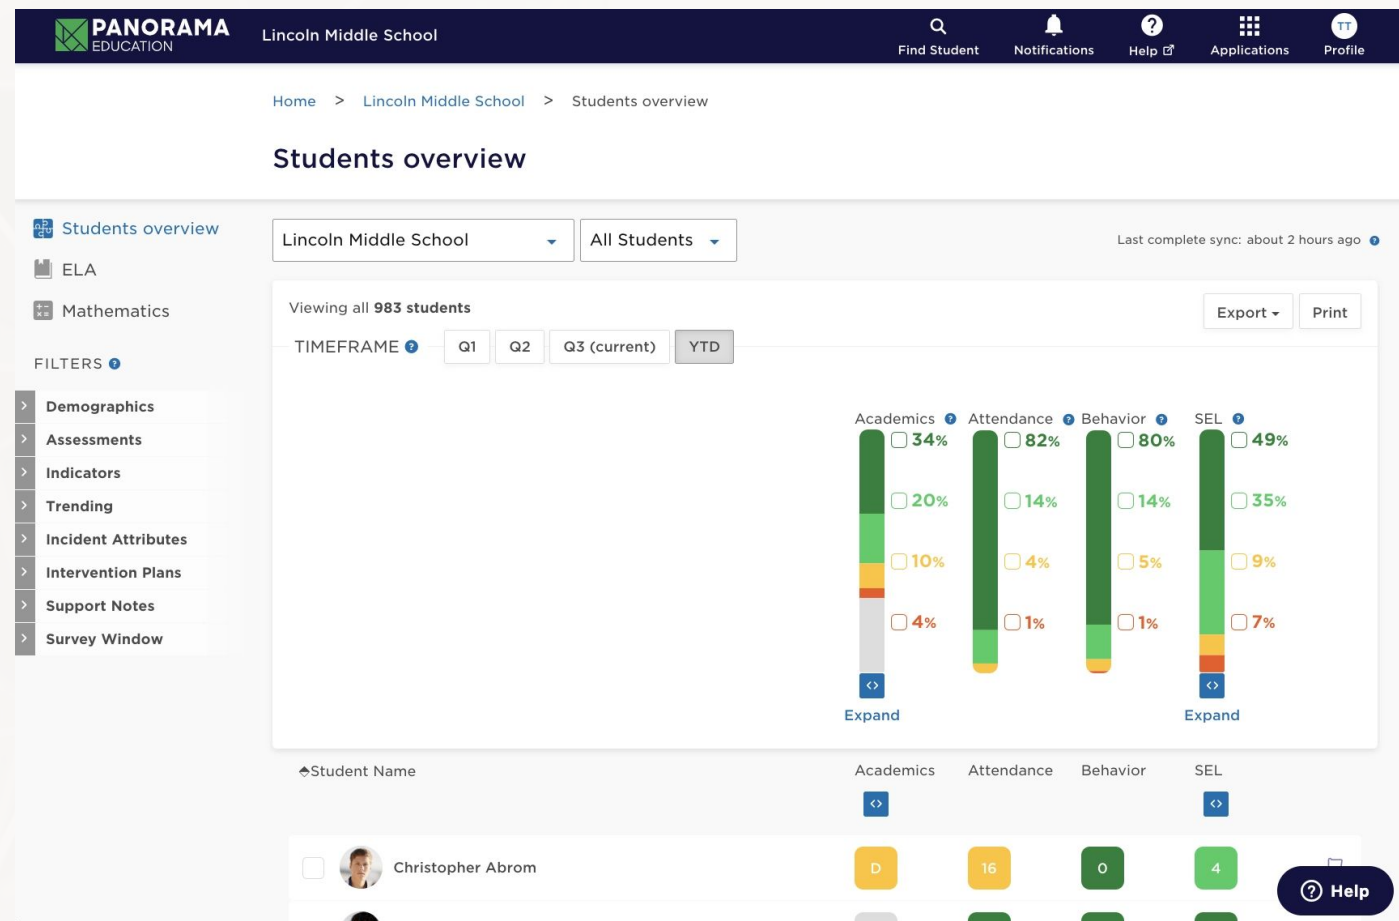 PANORAMA
EDUCATION
Lincoln Middle School
Find Student
Notifications
Help
Applications
TT
Profile
Home > Lincoln Middle School > Students overview
Students overview
Students overview
ELA
Mathematics
FILTERS
Demographics
Assessments
Indicators
Trending
Incident Attributes
Intervention Plans
Support Notes
Survey Window
Lincoln Middle School
All Students
Last complete sync: about 2 hours ago
Viewing all 983 students
Export
Print
TIMEFRAME
Q1
Q2
Q3 (current)
YTD
Academics
Attendance
Behavior
SEL
34%
82%
80%
49%
20%
14%
14%
35%
10%
4%
5%
9%
4%
1%
1%
7%
Expand
Expand
Student Name
Academics
Attendance
Behavior
SEL
Christopher Abrom
D
16
0
4
Help